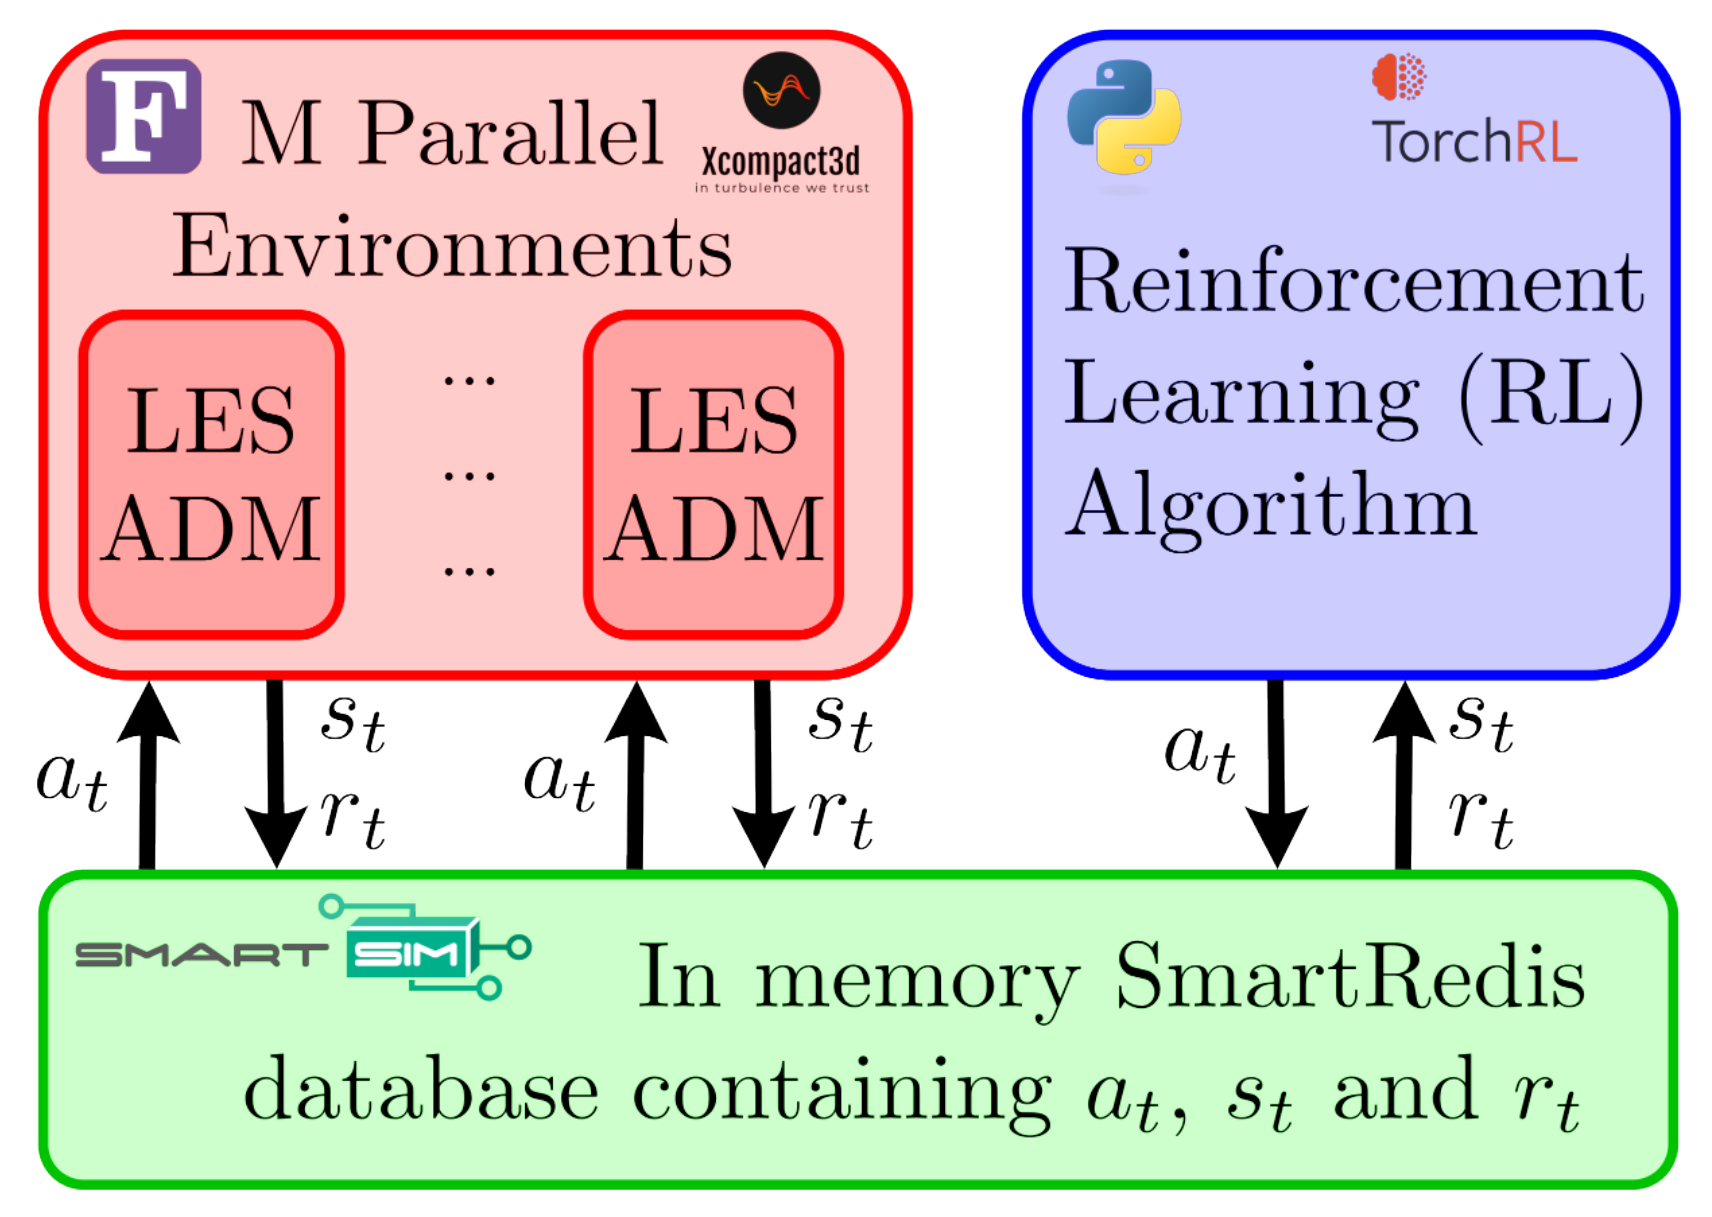 F
M Parallel
Environments
Xcompact3d
in turbulence we trust
LES
ADM
...
...
...
LES
ADM
TorchRL
Reinforcement
Learning (RL)
Algorithm
a_t
s_t
r_t
a_t
s_t
r_t
a_t
s_t
r_t
SMART SIM
In memory SmartRedis
database containing a_t, s_t and r_t